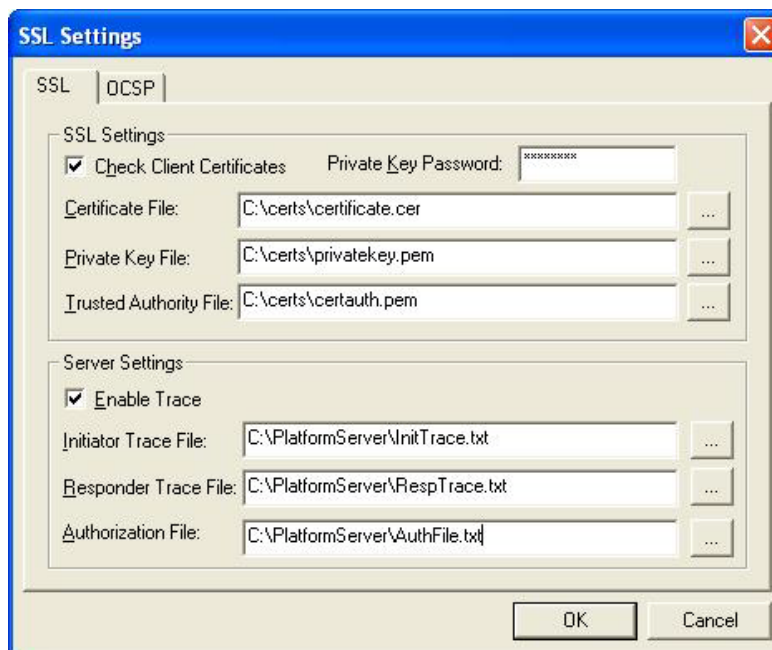 SSL Settings
SSL
OCSP
SSL Settings
Check Client Certificates
Private Key Password:
********
Certificate File:
C:\certs\certificate.cer
...
Private Key File:
C:\certs\privatekey.pem
...
Trusted Authority File:
C:\certs\certauth.pem
...
Server Settings
Enable Trace
Initiator Trace File:
C:\PlatformServer\InitTrace.txt
...
Responder Trace File:
C:\PlatformServer\RespTrace.txt
...
Authorization File:
C:\PlatformServer\AuthFile.txt
...
OK
Cancel